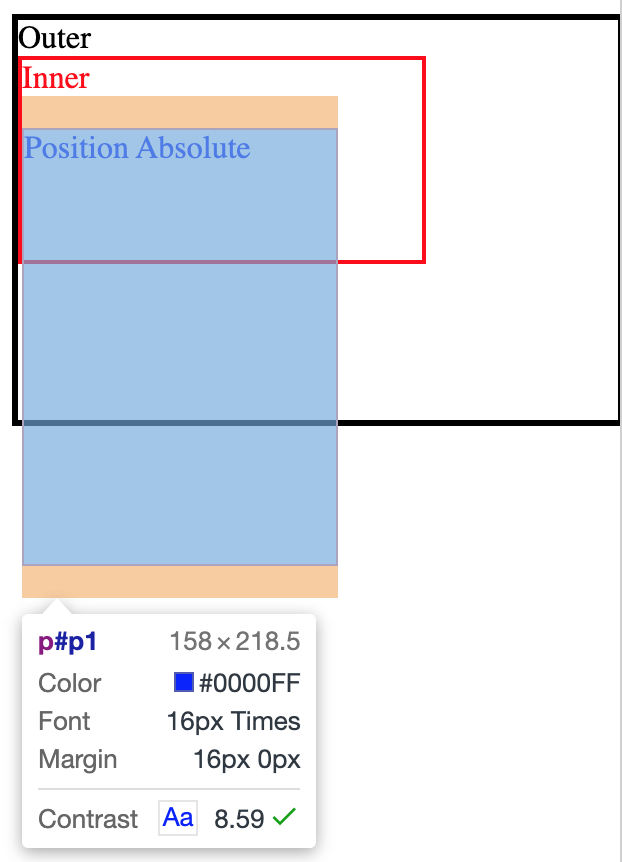 Outer
Inner
Position Absolute
p#p1 158×218.5
Color #0000FF
Font 16px Times
Margin 16px 0px
Contrast Aa 8.59